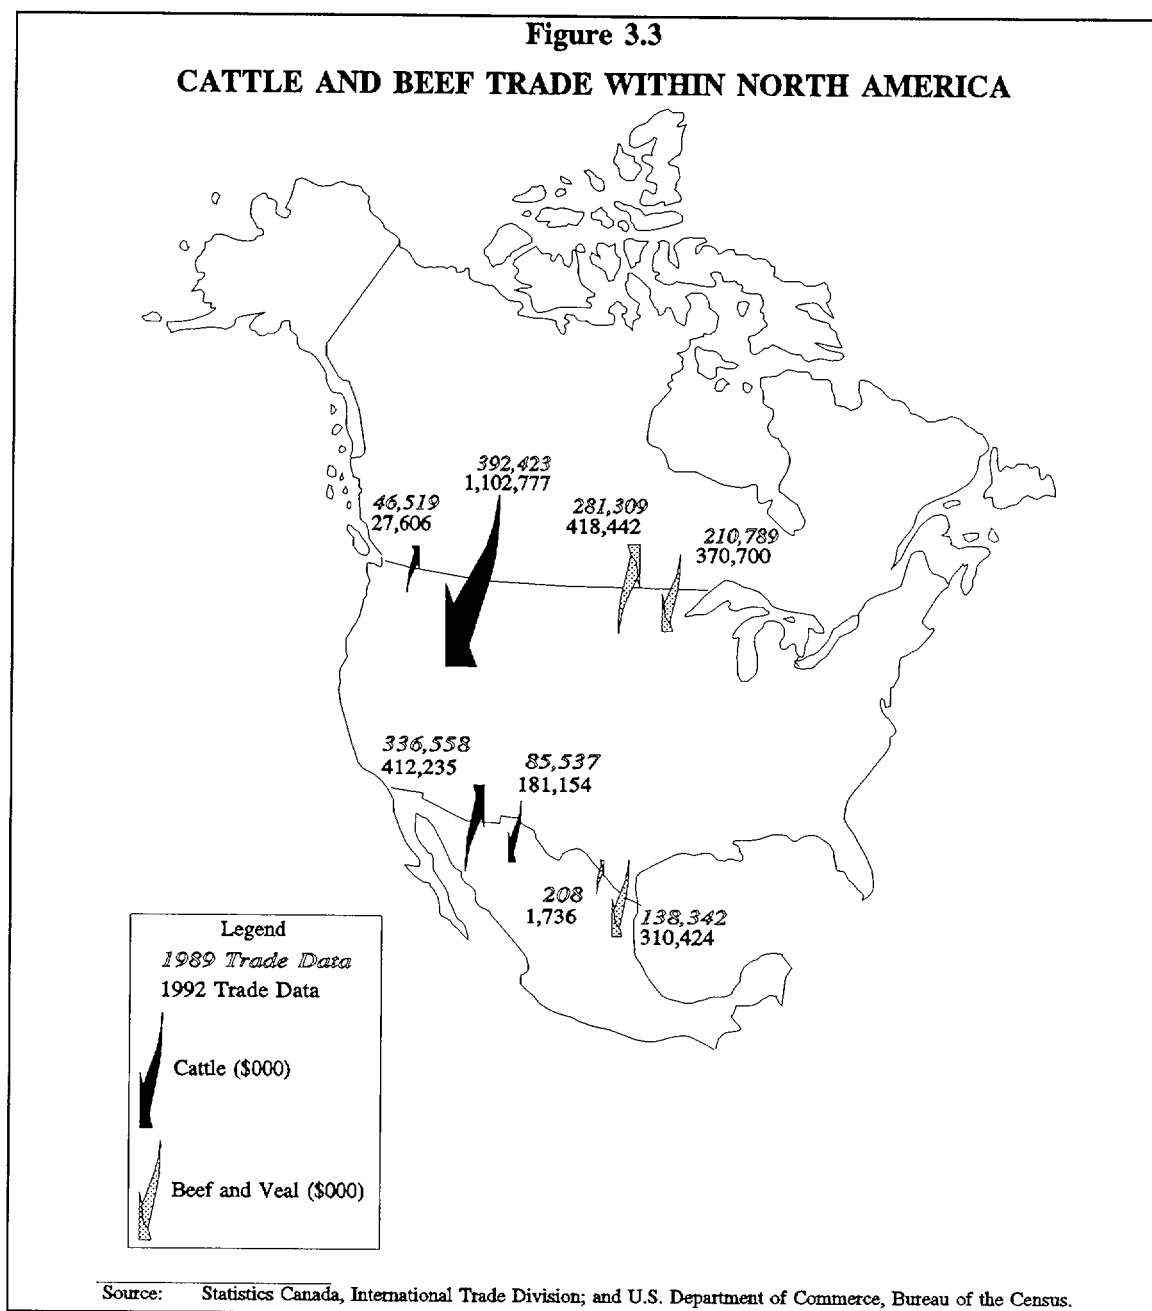 Figure 3.3
CATTLE AND BEEF TRADE WITHIN NORTH AMERICA
392,423
1,102,777
46,519
27,606
281,309
418,442
210,789
370,700
336,558
412,235
85,537
181,154
208
1,736
138,342
310,424
Legend
1989 Trade Data
1992 Trade Data
Cattle ($000)
Beef and Veal ($000)
Source: Statistics Canada, International Trade Division; and U.S. Department of Commerce, Bureau of the Census.